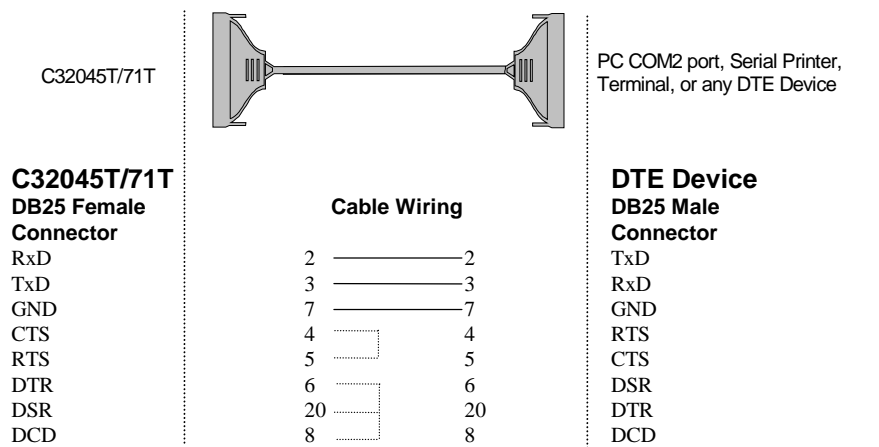 C32045T/71T
PC COM2 port, Serial Printer,
Terminal, or any DTE Device
C32045T/71T DTE Device
DB25 Female Cable Wiring DB25 Male
Connector Connector
RxD 2 2 TxD
TxD 3 3 RxD
GND 7 7 GND
CTS 4 4 RTS
RTS 5 5 CTS
DTR 6 6 DSR
DSR 20 20 DTR
DCD 8 8 DCD